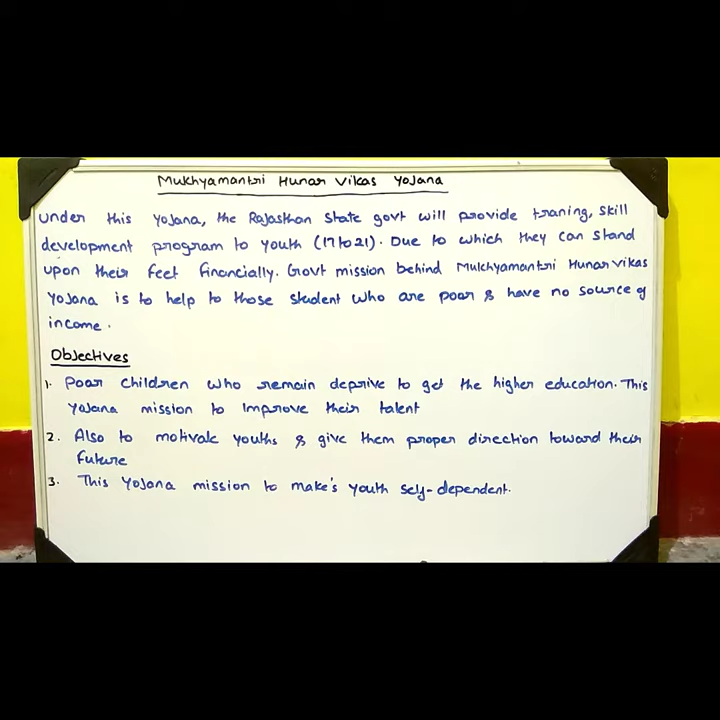 Mukhyamantri Hunar Vikas Yojana
Under this Yojana, the Rajasthan State govt will provide traning, skill
development program to youth (17 to 21). Due to which they can stand
upon their feet financially. Govt mission behind Mukhyamantri Hunar Vikas
Yojana is to help to those student who are poor & have no source of
income.
Objectives
1. Poor children who remain deprive to get the higher education. This
Yojana mission to improve their talent
2. Also to motivate youths & give them proper direction toward their
future
3. This Yojana mission to make's youth self-dependent.